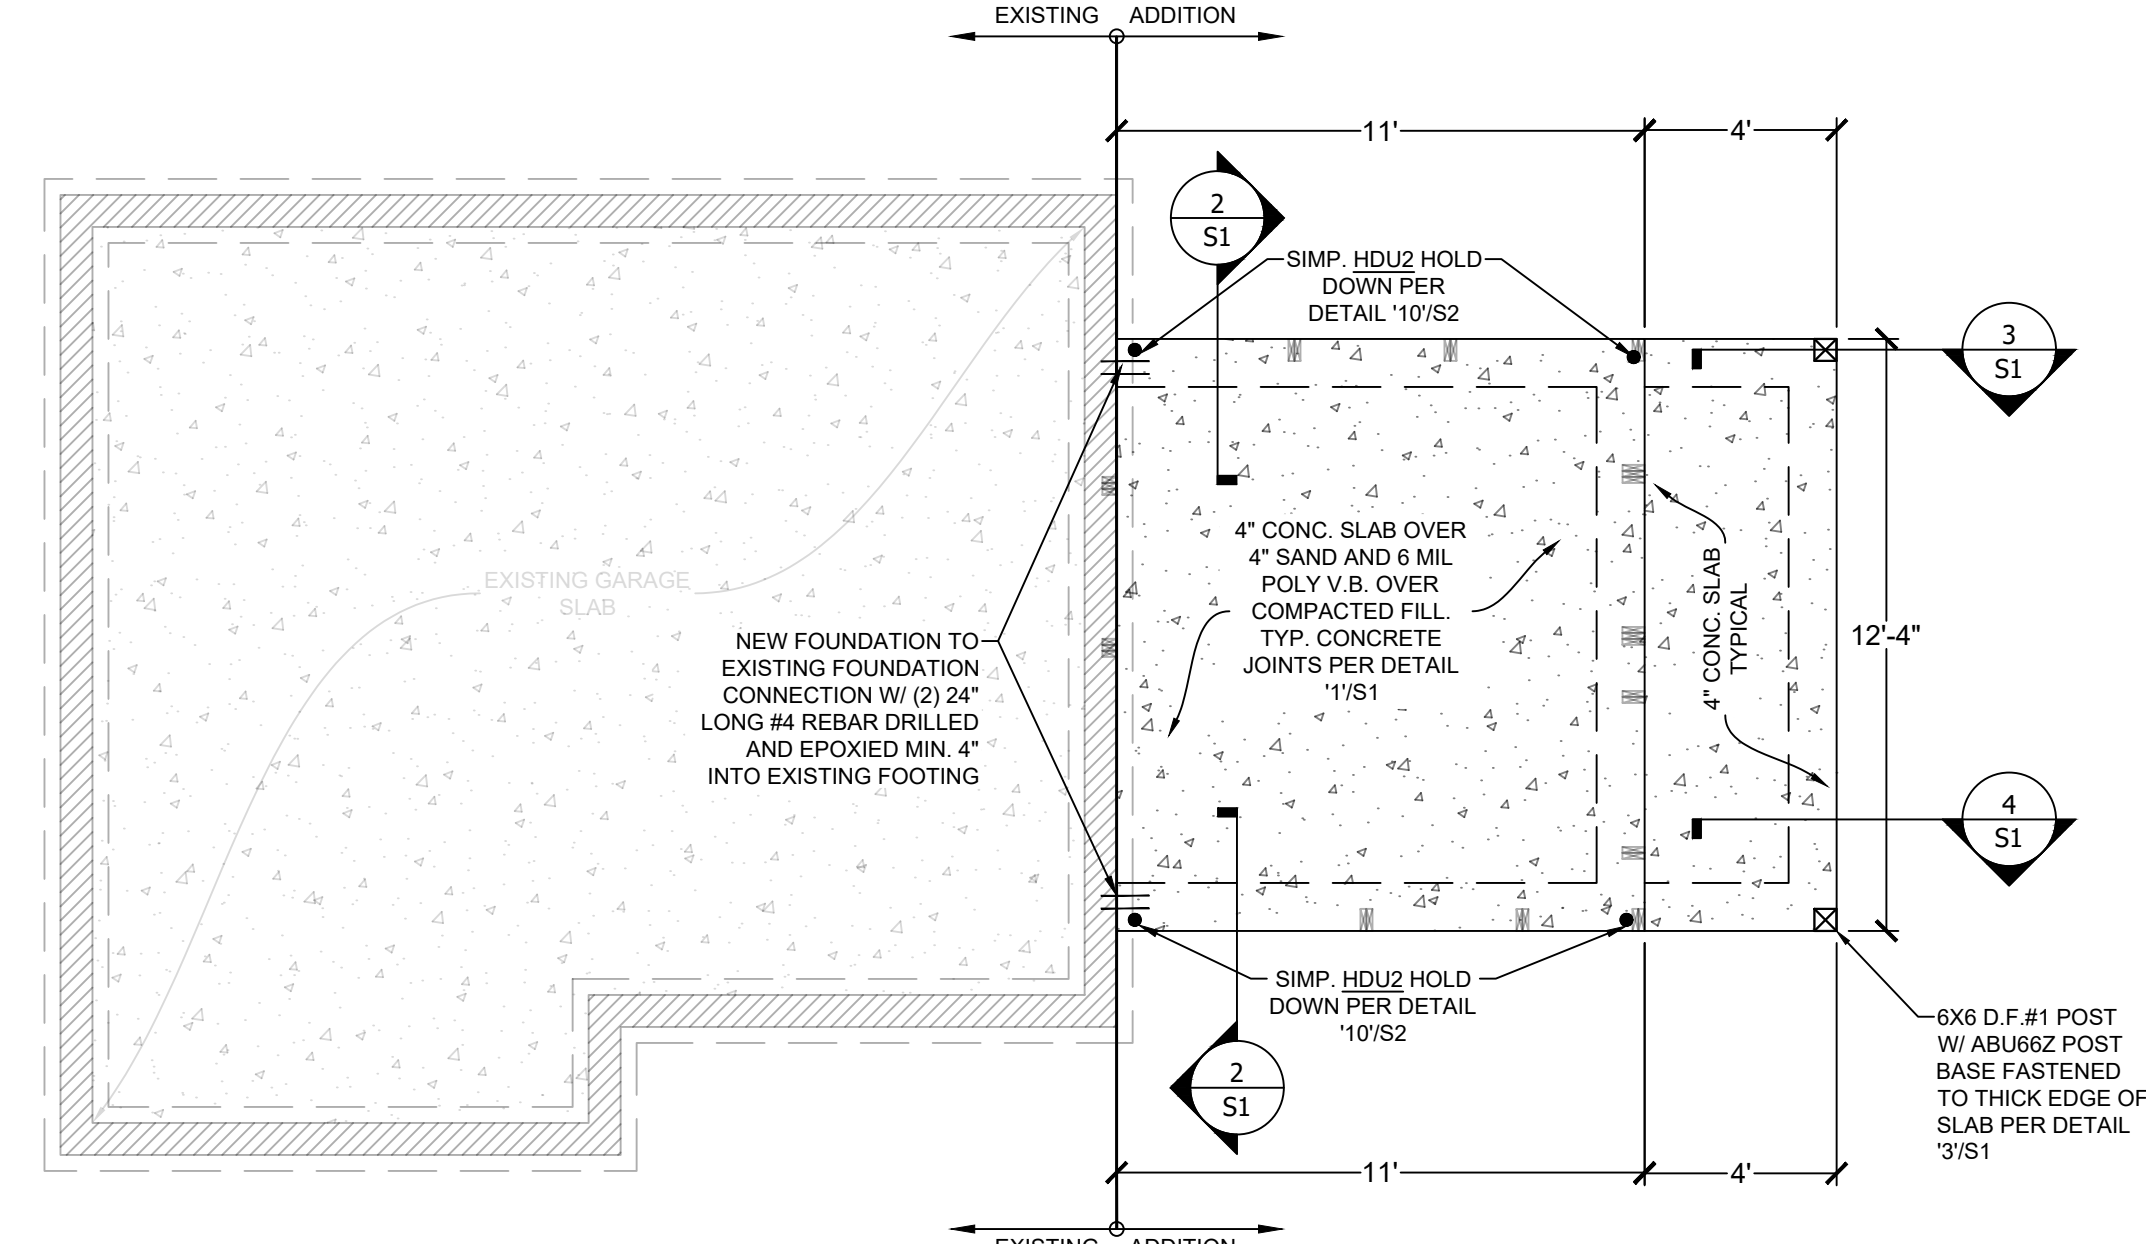 EXISTING ADDITION
11'
4'
2
S1
SIMP. HDU2 HOLD
DOWN PER
DETAIL '10'/S2
3
S1
4" CONC. SLAB OVER
4" SAND AND 6 MIL
POLY V.B. OVER
COMPACTED FILL.
TYP. CONCRETE
JOINTS PER DETAIL
'1'/S1
4" CONC. SLAB
TYPICAL
12'-4"
EXISTING GARAGE
SLAB
NEW FOUNDATION TO
EXISTING FOUNDATION
CONNECTION W/ (2) 24"
LONG #4 REBAR DRILLED
AND EPOXIED MIN. 4"
INTO EXISTING FOOTING
4
S1
SIMP. HDU2 HOLD
DOWN PER DETAIL
'10'/S2
2
S1
6X6 D.F.#1 POST
W/ ABU66Z POST
BASE FASTENED
TO THICK EDGE OF
SLAB PER DETAIL
'3'/S1
11'
4'
EXISTING ADDITION